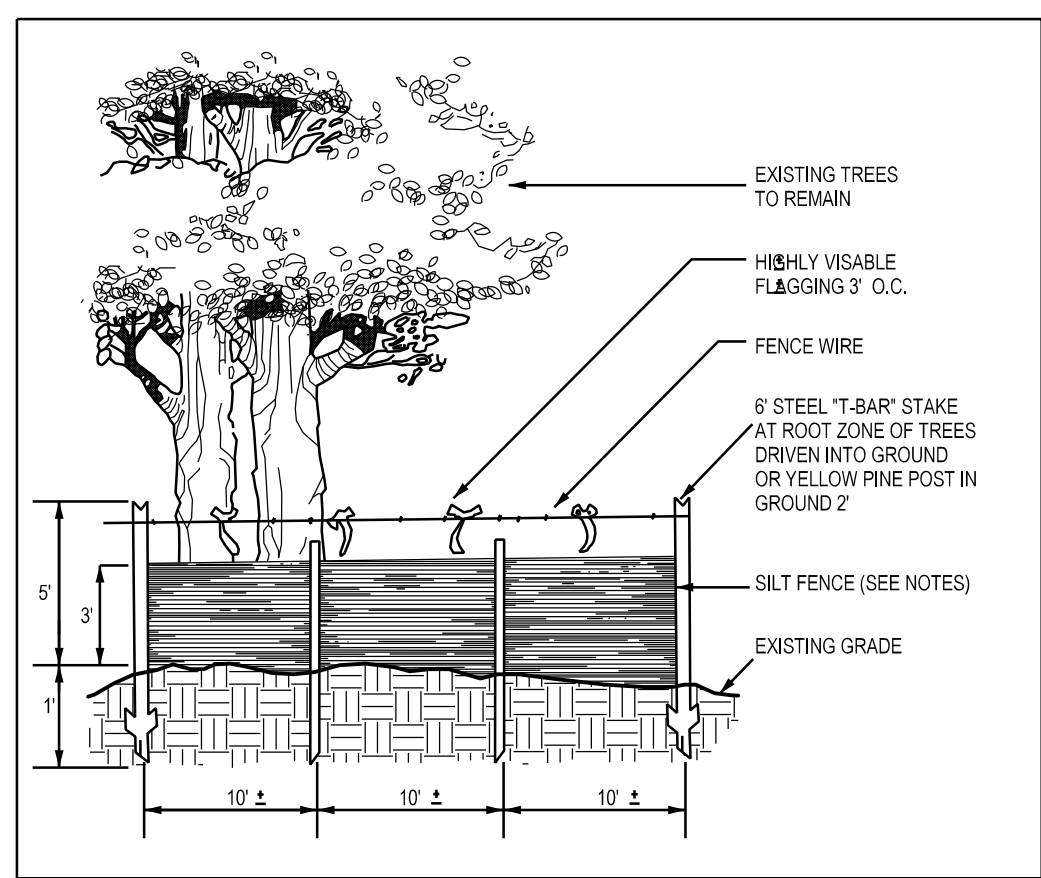 EXISTING TREES
TO REMAIN
HIGHLY VISABLE
FLAGGING 3' O.C.
FENCE WIRE
6' STEEL "T-BAR" STAKE
AT ROOT ZONE OF TREES
DRIVEN INTO GROUND
OR YELLOW PINE POST IN
GROUND 2'
5'
3'
SILT FENCE (SEE NOTES)
EXISTING GRADE
1'
10' ±
10' ±
10' ±